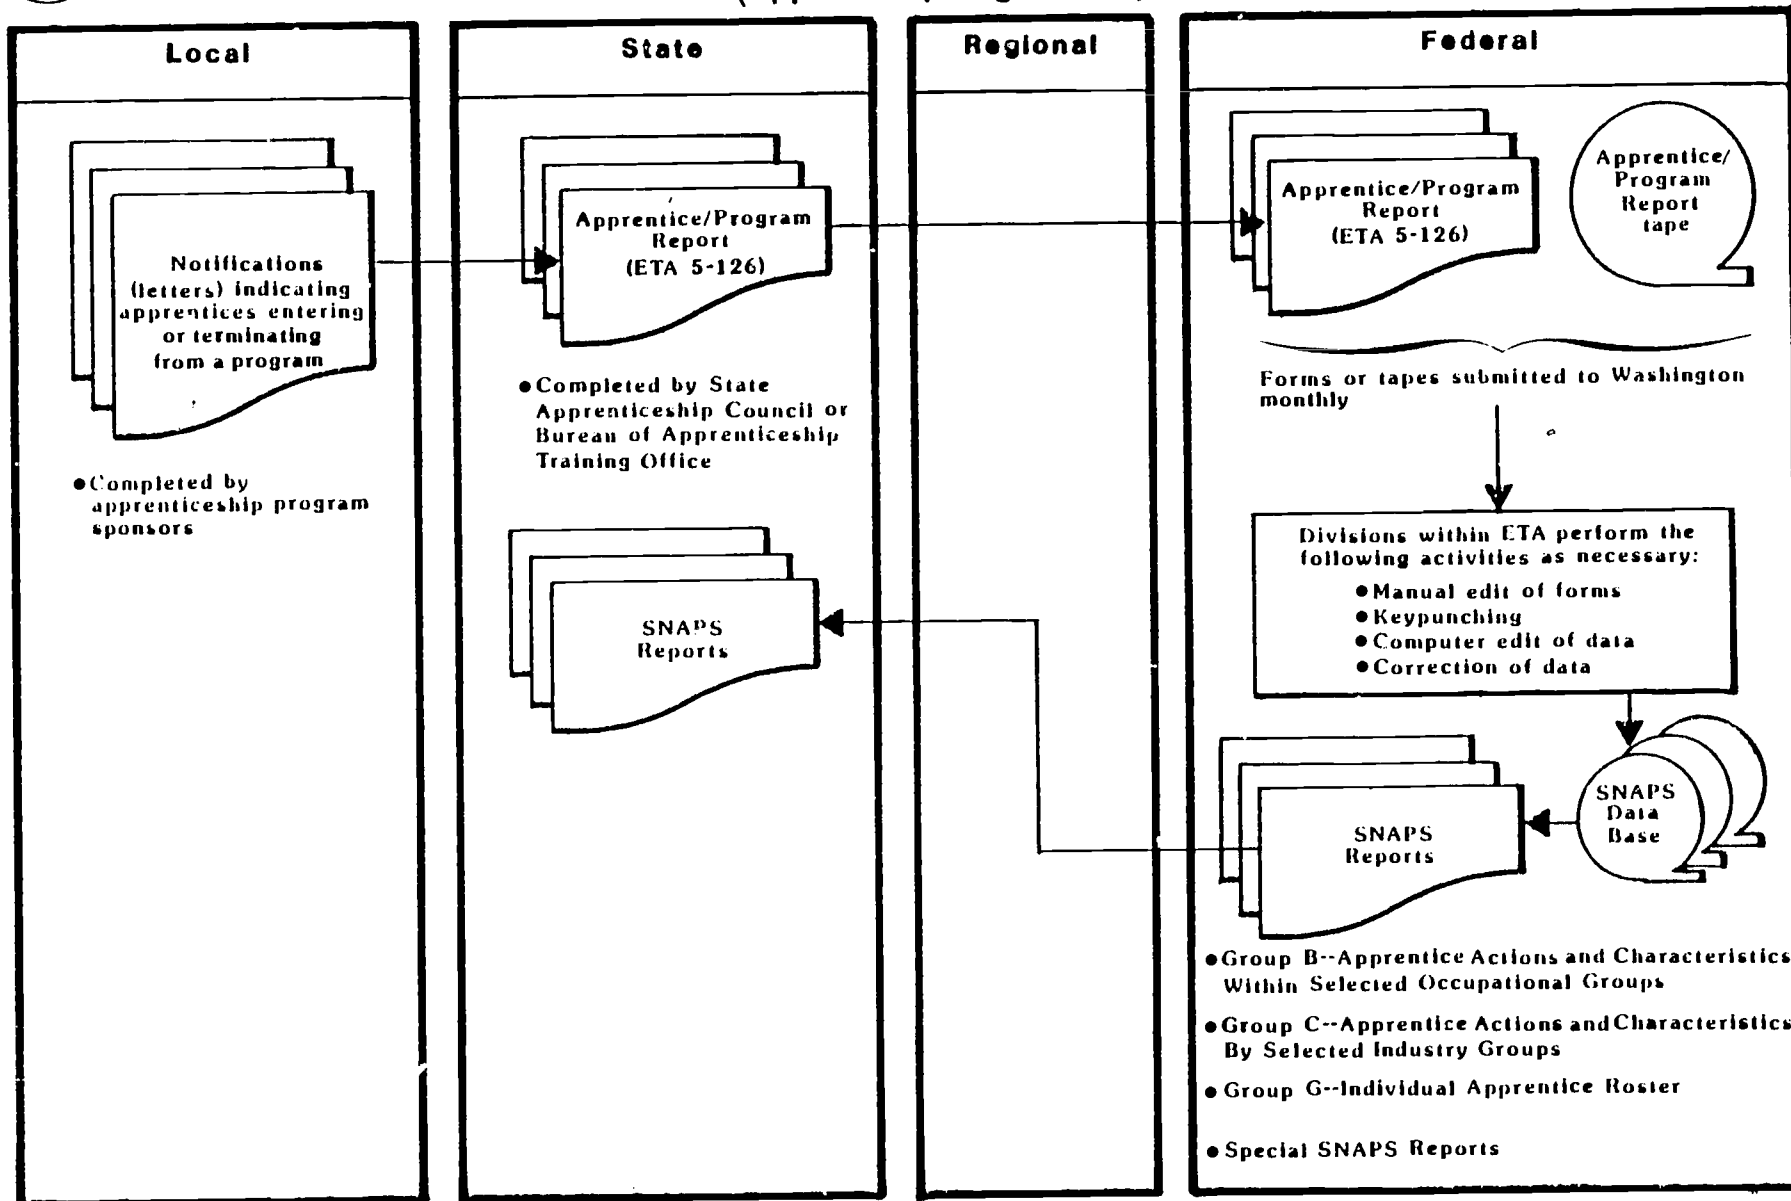 Local
State
Regional
Federal
Notifications
(letters) indicating
apprentices entering
or terminating
from a program
●Completed by
apprenticeship program
sponsors
Apprentice/Program
Report
(ETA 5-126)
●Completed by State
Apprenticeship Council or
Bureau of Apprenticeship
Training Office
SNAPS
Reports
Apprentice/Program
Report
(ETA 5-126)
Apprentice/
Program
Report
tape
Forms or tapes submitted to Washington
monthly
Divisions within ETA perform the
following activities as necessary:
●Manual edit of forms
●Keypunching
●Computer edit of data
●Correction of data
SNAPS
Data
Base
SNAPS
Reports
●Group B--Apprentice Actions and Characteristics
Within Selected Occupational Groups
●Group C--Apprentice Actions and Characteristics
By Selected Industry Groups
●Group G--Individual Apprentice Roster
●Special SNAPS Reports